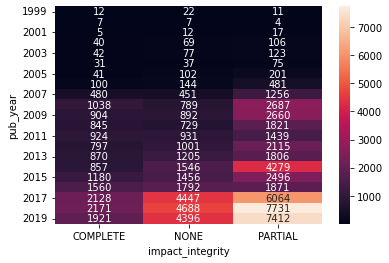 1999 12 22 11
7 7 4
2001 5 12 17
40 69 106
2003 42 77 123
31 37 75
2005 41 102 201
100 144 481
2007 480 451 1256
1038 789 2687
2009 904 892 2660
845 729 1821
2011 924 931 1439
797 1001 2115
2013 870 1205 1806
857 1546 4279
2015 1180 1456 2496
1560 1792 1871
2017 2128 4447 6064
2171 4688 7731
2019 1921 4396 7412
COMPLETE NONE PARTIAL
impact_integrity
pub_year
7000
6000
5000
4000
3000
2000
1000